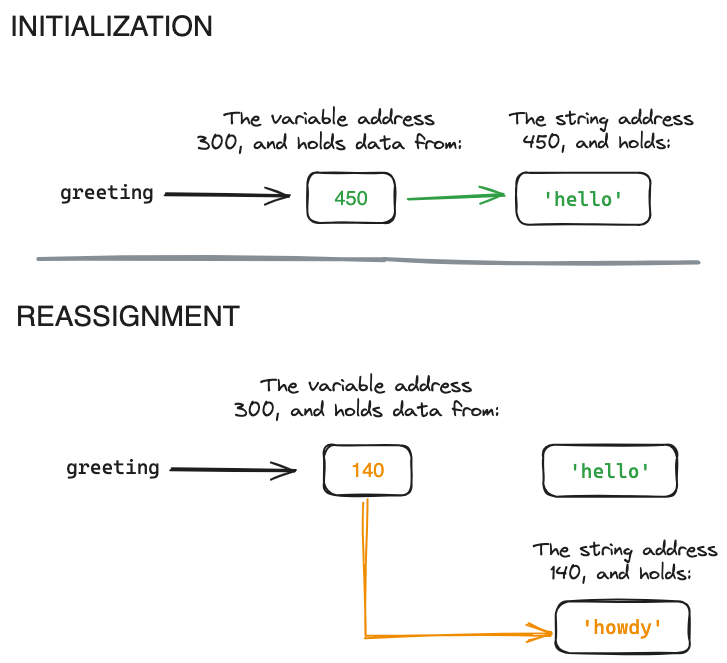 INITIALIZATION
The variable address
300, and holds data from:
The string address
450, and holds:
greeting
450
'hello'
REASSIGNMENT
The variable address
300, and holds data from:
greeting
140
'hello'
The string address
140, and holds:
'howdy'